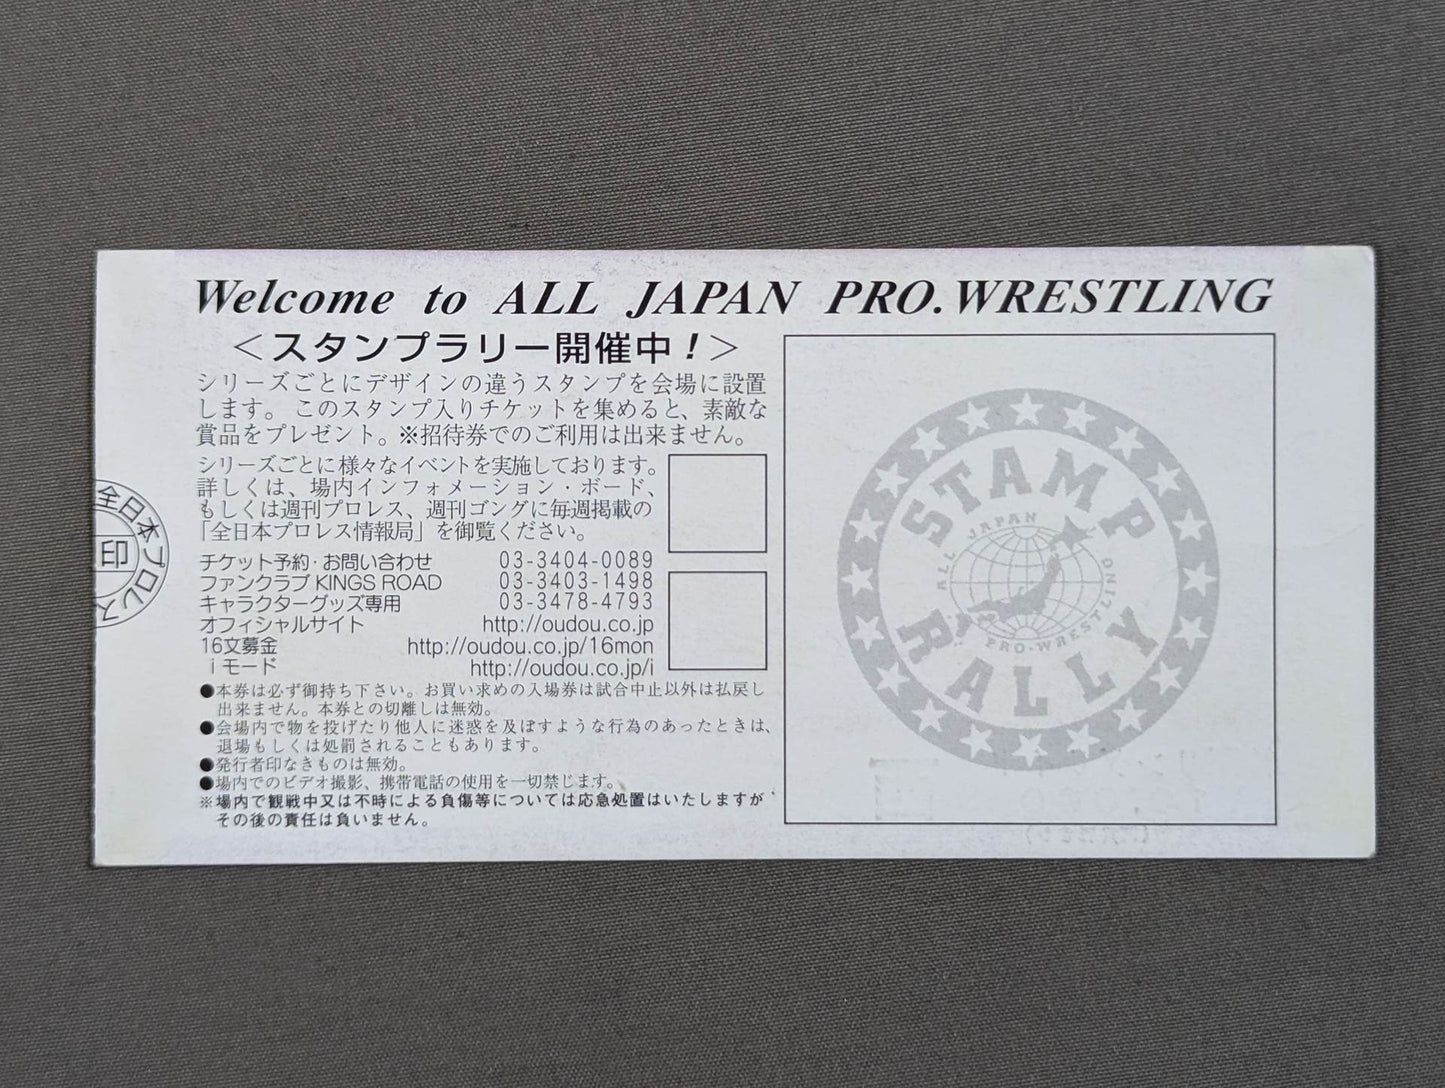 Welcome to ALL JAPAN PRO. WRESTLING
＜スタンプラリー開催中！＞
シリーズごとにデザインの違うスタンプを会場に設置
します。このスタンプ入りチケットを集めると、素敵な
賞品をプレゼント。※招待券でのご利用は出来ません。
シリーズごとに様々なイベントを実施しております。
詳しくは、場内インフォメーション・ボード、
もしくは週刊プロレス、週刊ゴングに毎週掲載の
「全日本プロレス情報局」を御覧ください。
チケット予約・お問い合わせ 03-3404-0089
ファンクラブ KINGS ROAD 03-3403-1498
キャラクターグッズ専用 03-3478-4793
オフィシャルサイト http://oudou.co.jp
16文募金 http://oudou.co.jp/16mon
iモード http://oudou.co.jp/i
●本券は必ず御持ち下さい。お買い求めの入場券は試合中止以外は払戻し
出来ません。本券との切離しは無効。
●会場内で物を投げたり他人に迷惑を及ぼすような行為のあったときは、
退場もしくは処罰されることもあります。
●発行者印なきものは無効。
●場内でのビデオ撮影、携帯電話の使用を一切禁じます。
※場内で観戦中又は不時による負傷等については応急処置はいたしますが、
その後の責任は負いません。
全日本プロレス
印
STAMP
ALL JAPAN
PRO-WRESTLING
RALLY